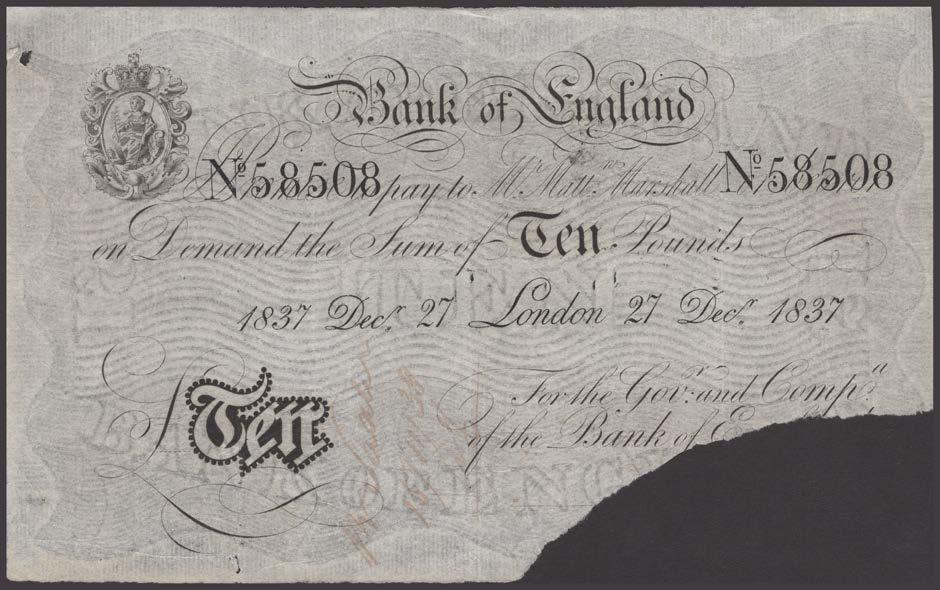 Bank of England
No 58508 pay to Mr. Matt.w Marshall No 58508
on Demand the Sum of Ten Pounds
1837 Decr. 27 London 27 Decr. 1837
For the Govr. and Compa.
£ Ten of the Bank of